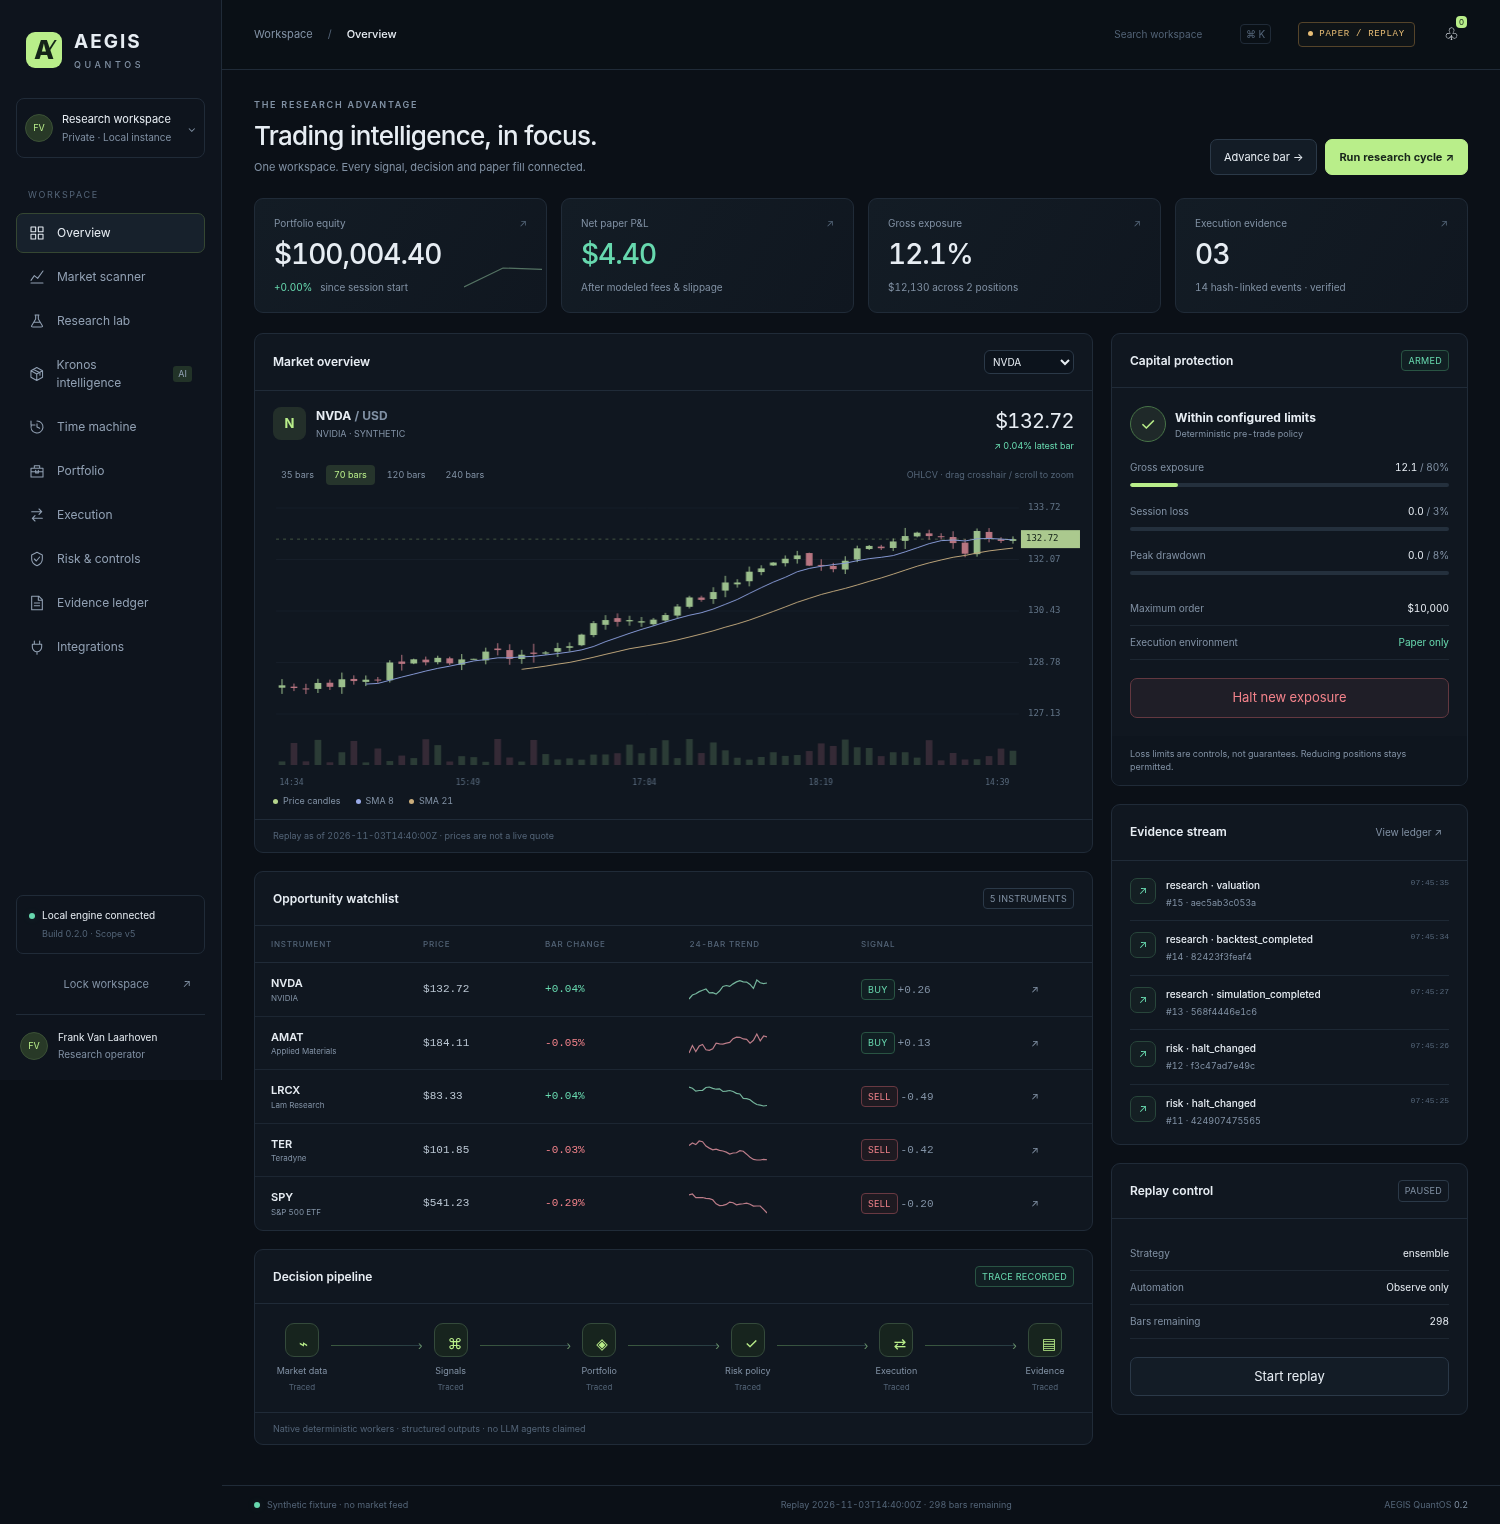 AEGIS
QUANTOS
FV
Research workspace
Private · Local instance
WORKSPACE
Overview
Market scanner
Research lab
Kronos
intelligence
AI
Time machine
Portfolio
Execution
Risk & controls
Evidence ledger
Integrations
Local engine connected
Build 0.2.0 · Scope v5
Lock workspace ↗
FV
Frank Van Laarhoven
Research operator
Workspace / Overview
Search workspace ⌘ K
PAPER / REPLAY
0
THE RESEARCH ADVANTAGE
Trading intelligence, in focus.
One workspace. Every signal, decision and paper fill connected.
Advance bar →
Run research cycle ↗
Portfolio equity ↗
$100,004.40
+0.00% since session start
Net paper P&L ↗
$4.40
After modeled fees & slippage
Gross exposure ↗
12.1%
$12,130 across 2 positions
Execution evidence ↗
03
14 hash-linked events · verified
Market overview
NVDA
N
NVDA / USD
NVIDIA · SYNTHETIC
$132.72
↗ 0.04% latest bar
35 bars 70 bars 120 bars 240 bars
OHLCV · drag crosshair / scroll to zoom
133.72
132.72
132.07
130.43
128.78
127.13
14:34 15:49 17:04 18:19 14:39
Price candles SMA 8 SMA 21
Replay as of 2026-11-03T14:40:00Z · prices are not a live quote
Opportunity watchlist
5 INSTRUMENTS
INSTRUMENT PRICE BAR CHANGE 24-BAR TREND SIGNAL
NVDA $132.72 +0.04% BUY +0.26 ↗
NVIDIA
AMAT $184.11 -0.05% BUY +0.13 ↗
Applied Materials
LRCX $83.33 +0.04% SELL -0.49 ↗
Lam Research
TER $101.85 -0.03% SELL -0.42 ↗
Teradyne
SPY $541.23 -0.29% SELL -0.20 ↗
S&P 500 ETF
Decision pipeline
TRACE RECORDED
Market data Signals Portfolio Risk policy Execution Evidence
Traced Traced Traced Traced Traced Traced
Native deterministic workers · structured outputs · no LLM agents claimed
Capital protection
ARMED
Within configured limits
Deterministic pre-trade policy
Gross exposure 12.1 / 80%
Session loss 0.0 / 3%
Peak drawdown 0.0 / 8%
Maximum order $10,000
Execution environment Paper only
Halt new exposure
Loss limits are controls, not guarantees. Reducing positions stays
permitted.
Evidence stream
View ledger ↗
research · valuation 07:45:35
#15 · aec5ab3c053a
research · backtest_completed 07:45:34
#14 · 82423f3feaf4
research · simulation_completed 07:45:27
#13 · 568f4446e1c6
risk · halt_changed 07:45:26
#12 · f3c47ad7e49c
risk · halt_changed 07:45:25
#11 · 424907475565
Replay control
PAUSED
Strategy ensemble
Automation Observe only
Bars remaining 298
Start replay
Synthetic fixture · no market feed
Replay 2026-11-03T14:40:00Z · 298 bars remaining
AEGIS QuantOS 0.2